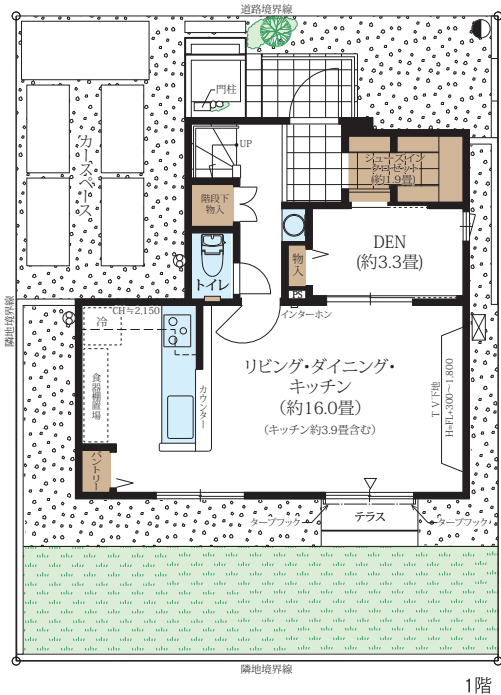 道路境界線
門柱
カースペース
UP
シューズイン
クロゼット
(約1.9畳)
階段下
物入
DEN
(約3.3畳)
物
入
トイレ
PS
インターホン
隣地境界線
CH≒2,150
冷
食器棚置場
カウンター
リビング・ダイニング・
キッチン
(約16.0畳)
(キッチン約3.9畳含む)
TV下地
H=FL+300~1,800
パントリー
タープフック
テラス
タープフック
隣地境界線
1階